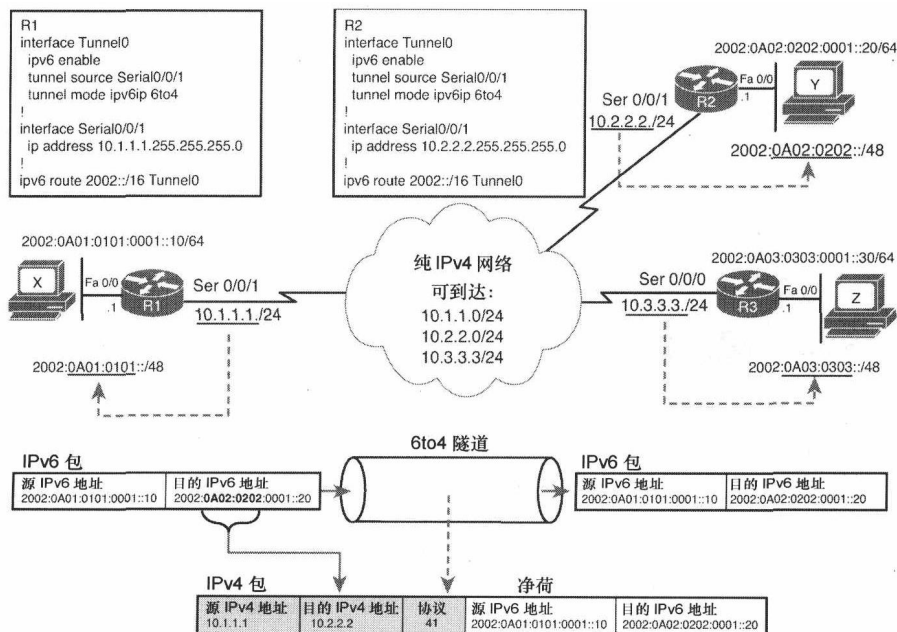 R1
interface Tunnel0
ipv6 enable
tunnel source Serial0/0/1
tunnel mode ipv6ip 6to4
!
interface Serial0/0/1
ip address 10.1.1.1.255.255.255.0
!
ipv6 route 2002::/16 Tunnel0
R2
interface Tunnel0
ipv6 enable
tunnel source Serial0/0/1
tunnel mode ipv6ip 6to4
!
interface Serial0/0/1
ip address 10.2.2.2.255.255.255.0
!
ipv6 route 2002::/16 Tunnel0
2002:0A02:0202:0001::20/64
Ser 0/0/1
R2
Fa 0/0
.1
Y
10.2.2.2./24
2002:0A02:0202::/48
2002:0A01:0101:0001::10/64
X
Fa 0/0
.1
R1
Ser 0/0/1
10.1.1.1./24
2002:0A01:0101::/48
纯 IPv4 网络
可到达：
10.1.1.0/24
10.2.2.0/24
10.3.3.3/24
2002:0A03:0303:0001::30/64
Ser 0/0/0
10.3.3.3./24
R3
Fa 0/0
.1
Z
2002:0A03:0303::/48
6to4 隧道
IPv6 包
源 IPv6 地址
2002:0A01:0101:0001::10
目的 IPv6 地址
2002:0A02:0202:0001::20
IPv6 包
源 IPv6 地址
2002:0A01:0101:0001::10
目的 IPv6 地址
2002:0A02:0202:0001::20
IPv4 包
净荷
源 IPv4 地址
10.1.1.1
目的 IPv4 地址
10.2.2.2
协议
41
源 IPv6 地址
2002:0A01:0101:0001::10
目的 IPv6 地址
2002:0A02:0202:0001::20